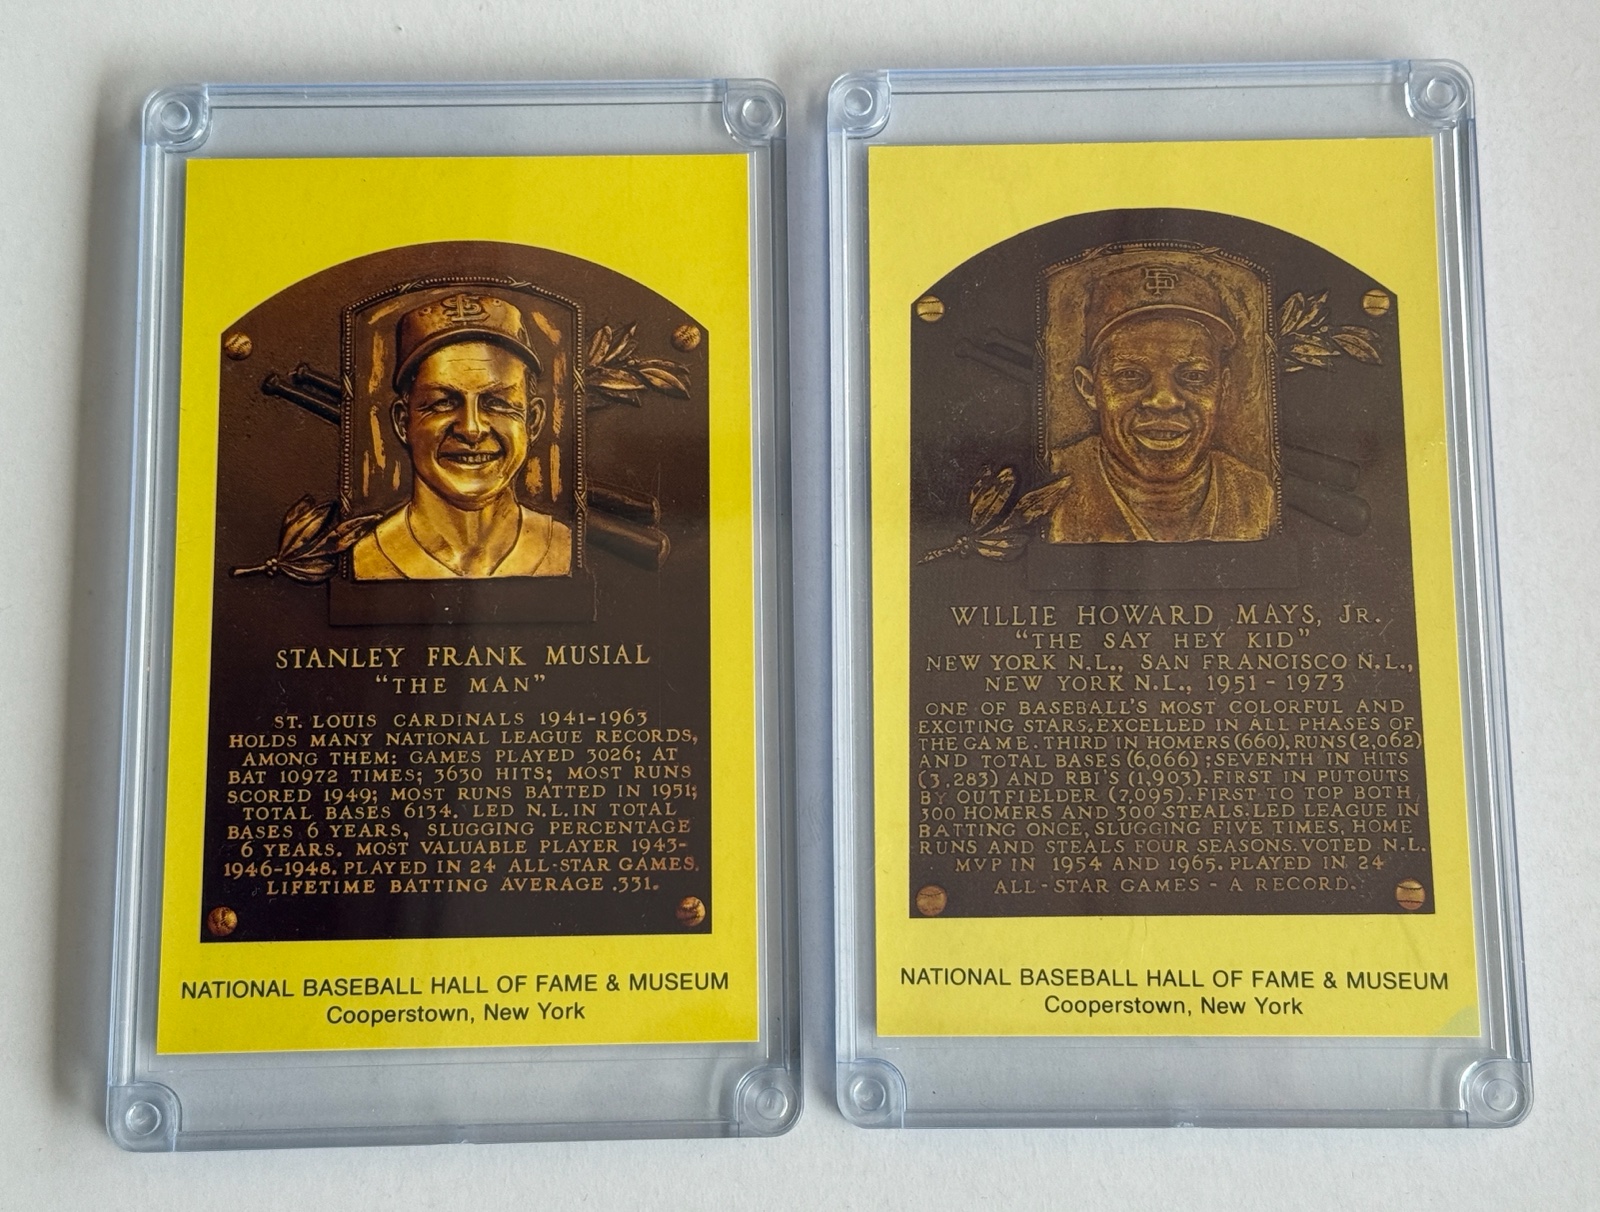 STL
STANLEY FRANK MUSIAL
"THE MAN"
ST. LOUIS CARDINALS 1941-1963
HOLDS MANY NATIONAL LEAGUE RECORDS,
AMONG THEM: GAMES PLAYED 3026; AT
BAT 10972 TIMES; 3630 HITS; MOST RUNS
SCORED 1949; MOST RUNS BATTED IN 1951;
TOTAL BASES 6134. LED N.L. IN TOTAL
BASES 6 YEARS, SLUGGING PERCENTAGE
6 YEARS. MOST VALUABLE PLAYER 1943-
1946-1948. PLAYED IN 24 ALL-STAR GAMES.
LIFETIME BATTING AVERAGE .331.
NATIONAL BASEBALL HALL OF FAME & MUSEUM
Cooperstown, New York
SF
WILLIE HOWARD MAYS, JR.
"THE SAY HEY KID"
NEW YORK N.L., SAN FRANCISCO N.L.,
NEW YORK N.L., 1951 - 1973
ONE OF BASEBALL'S MOST COLORFUL AND
EXCITING STARS. EXCELLED IN ALL PHASES OF
THE GAME. THIRD IN HOMERS (660), RUNS (2,062)
AND TOTAL BASES (6,066); SEVENTH IN HITS
(3,283) AND RBI'S (1,903). FIRST IN PUTOUTS
BY OUTFIELDER (7,095). FIRST TO TOP BOTH
300 HOMERS AND 300 STEALS. LED LEAGUE IN
BATTING ONCE, SLUGGING FIVE TIMES, HOME
RUNS AND STEALS FOUR SEASONS. VOTED N.L.
MVP IN 1954 AND 1965. PLAYED IN 24
ALL-STAR GAMES - A RECORD.
NATIONAL BASEBALL HALL OF FAME & MUSEUM
Cooperstown, New York